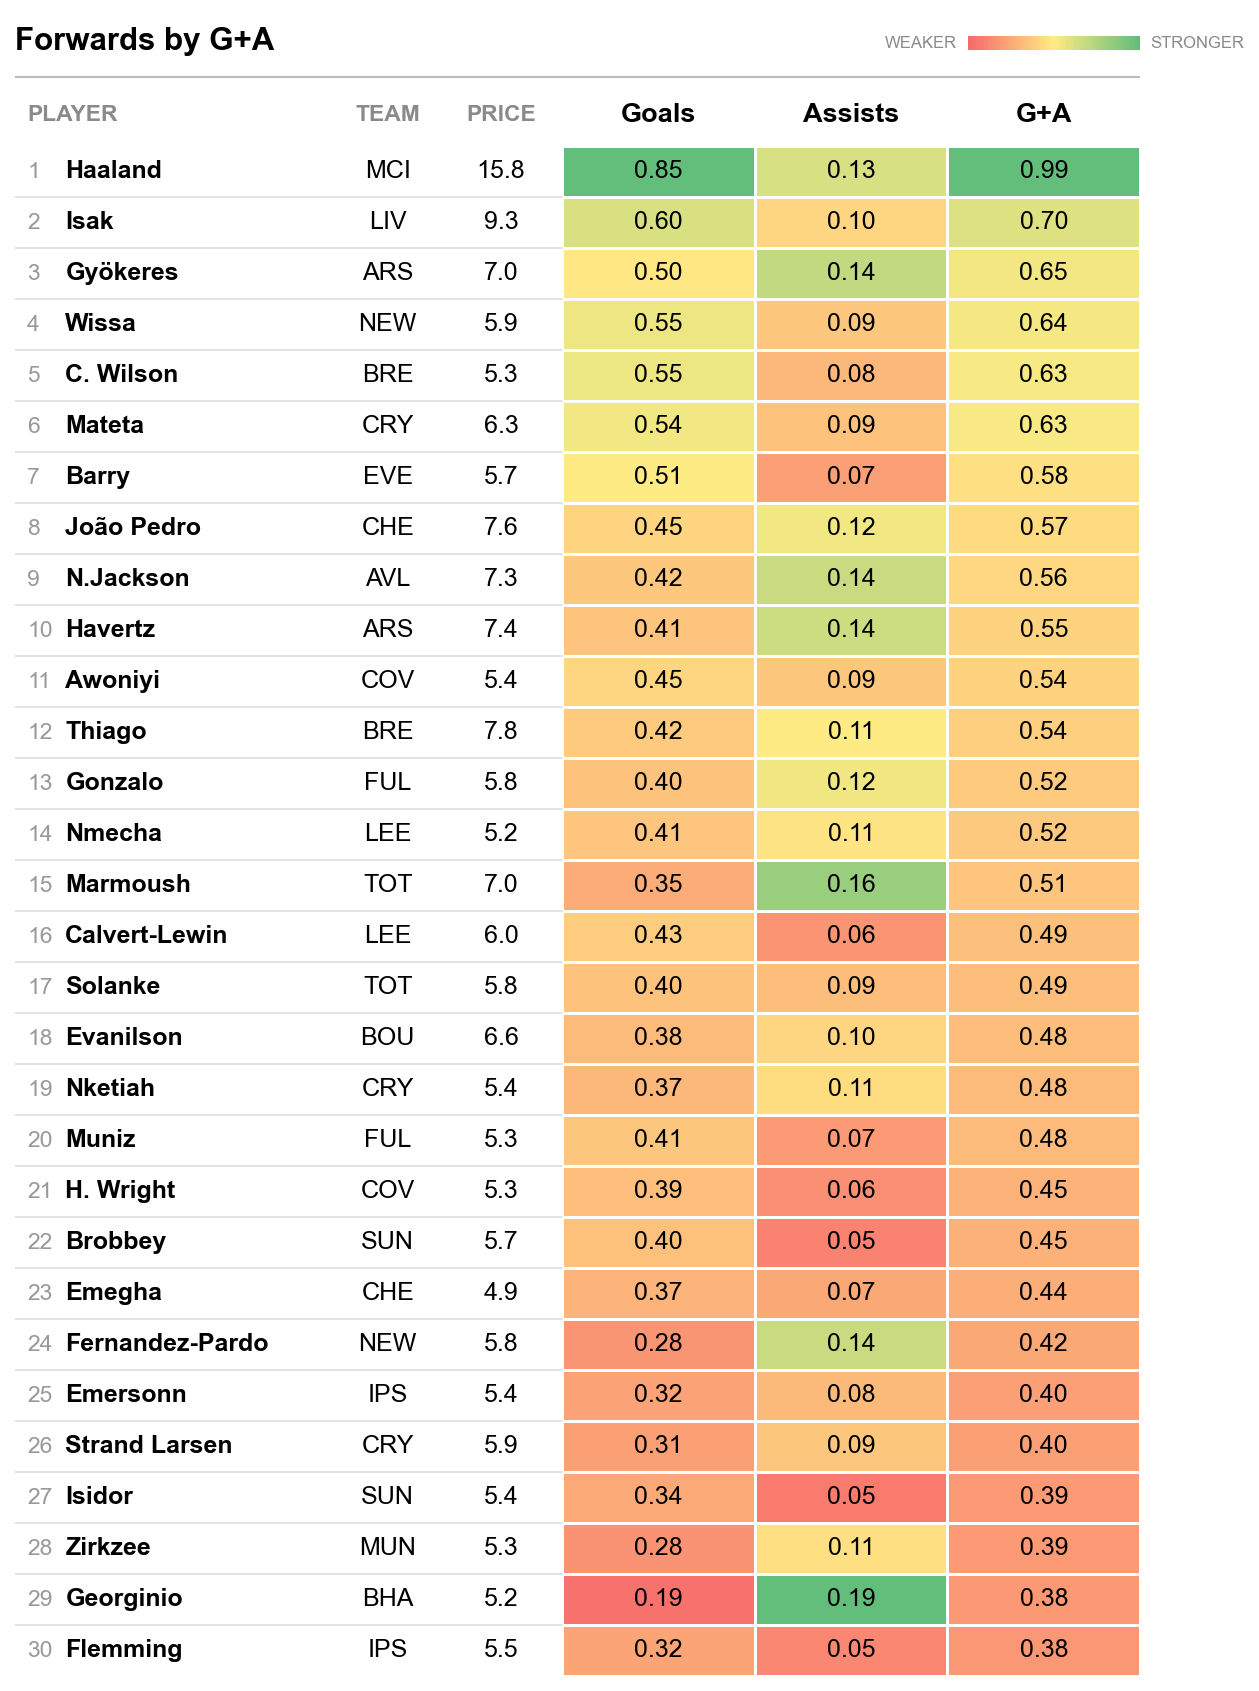 Forwards by G+A
WEAKER STRONGER
PLAYER TEAM PRICE Goals Assists G+A
1 Haaland MCI 15.8 0.85 0.13 0.99
2 Isak LIV 9.3 0.60 0.10 0.70
3 Gyökeres ARS 7.0 0.50 0.14 0.65
4 Wissa NEW 5.9 0.55 0.09 0.64
5 C. Wilson BRE 5.3 0.55 0.08 0.63
6 Mateta CRY 6.3 0.54 0.09 0.63
7 Barry EVE 5.7 0.51 0.07 0.58
8 João Pedro CHE 7.6 0.45 0.12 0.57
9 N.Jackson AVL 7.3 0.42 0.14 0.56
10 Havertz ARS 7.4 0.41 0.14 0.55
11 Awoniyi COV 5.4 0.45 0.09 0.54
12 Thiago BRE 7.8 0.42 0.11 0.54
13 Gonzalo FUL 5.8 0.40 0.12 0.52
14 Nmecha LEE 5.2 0.41 0.11 0.52
15 Marmoush TOT 7.0 0.35 0.16 0.51
16 Calvert-Lewin LEE 6.0 0.43 0.06 0.49
17 Solanke TOT 5.8 0.40 0.09 0.49
18 Evanilson BOU 6.6 0.38 0.10 0.48
19 Nketiah CRY 5.4 0.37 0.11 0.48
20 Muniz FUL 5.3 0.41 0.07 0.48
21 H. Wright COV 5.3 0.39 0.06 0.45
22 Brobbey SUN 5.7 0.40 0.05 0.45
23 Emegha CHE 4.9 0.37 0.07 0.44
24 Fernandez-Pardo NEW 5.8 0.28 0.14 0.42
25 Emersonn IPS 5.4 0.32 0.08 0.40
26 Strand Larsen CRY 5.9 0.31 0.09 0.40
27 Isidor SUN 5.4 0.34 0.05 0.39
28 Zirkzee MUN 5.3 0.28 0.11 0.39
29 Georginio BHA 5.2 0.19 0.19 0.38
30 Flemming IPS 5.5 0.32 0.05 0.38